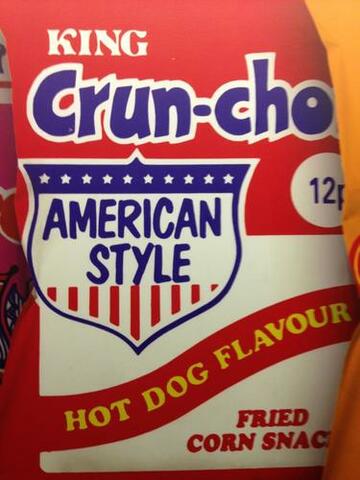 KING
Crun-cho
12p
AMERICAN
STYLE
HOT DOG FLAVOUR
FRIED
CORN SNAC